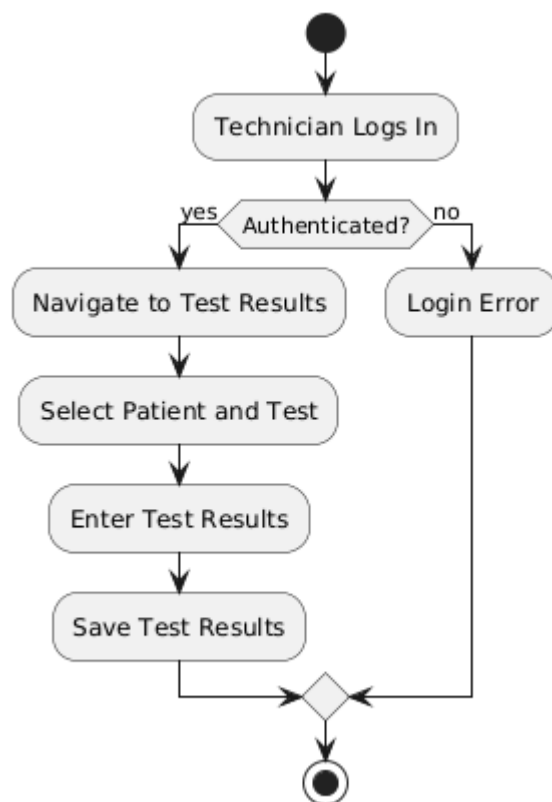 Technician Logs In
yes
Authenticated?
no
Navigate to Test Results
Login Error
Select Patient and Test
Enter Test Results
Save Test Results